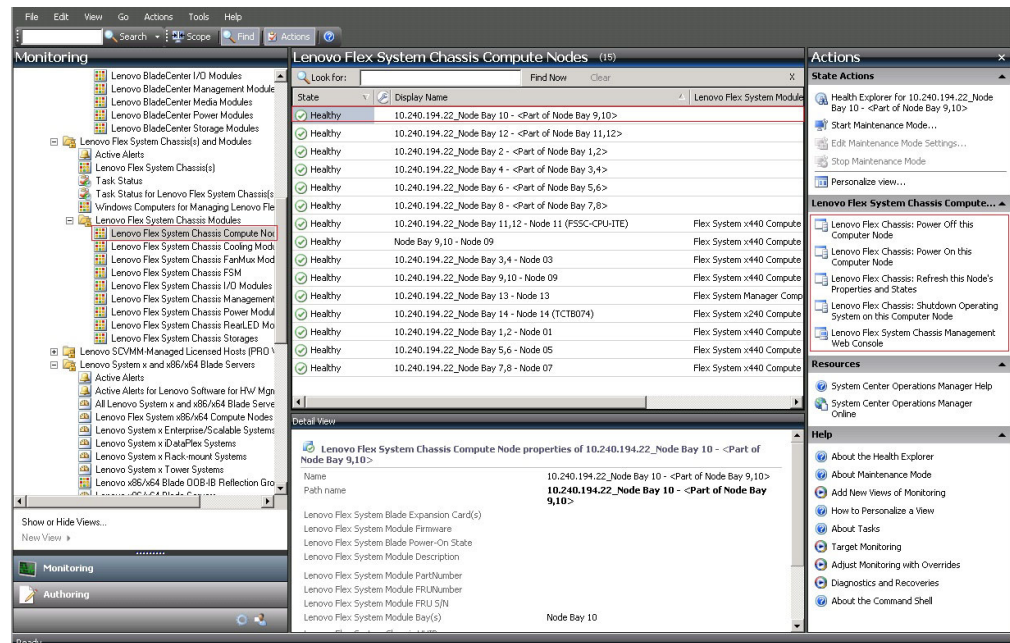 File Edit View Go Actions Tools Help
Search Scope Find Actions
Monitoring
Lenovo BladeCenter I/O Modules
Lenovo BladeCenter Management Module
Lenovo BladeCenter Media Modules
Lenovo BladeCenter Power Modules
Lenovo BladeCenter Storage Modules
Lenovo Flex System Chassis(s) and Modules
Active Alerts
Lenovo Flex System Chassis(s)
Task Status
Task Status for Lenovo Flex System Chassis(s
Windows Computers for Managing Lenovo Fle
Lenovo Flex System Chassis Modules
Lenovo Flex System Chassis Compute Noc
Lenovo Flex System Chassis Cooling Modu
Lenovo Flex System Chassis FanMux Mod
Lenovo Flex System Chassis FSM
Lenovo Flex System Chassis I/O Modules
Lenovo Flex System Chassis Management
Lenovo Flex System Chassis Power Modul
Lenovo Flex System Chassis RearLED Mo
Lenovo Flex System Chassis Storages
Lenovo SCVMM-Managed Licensed Hosts (PRO
Lenovo System x and x86/x64 Blade Servers
Active Alerts
Active Alerts for Lenovo Software for HW Mgn
All Lenovo System x and x86/x64 Blade Serve
Lenovo Flex System x86/x64 Compute Nodes
Lenovo System x Enterprise/Scalable Systems
Lenovo System x iDataPlex Systems
Lenovo System x Rack-mount Systems
Lenovo System x Tower Systems
Lenovo x86/x64 Blade OOB-IB Reflection Gro
Show or Hide Views...
New View
Monitoring
Authoring
Ready
Lenovo Flex System Chassis Compute Nodes (15)
Look for: Find Now Clear X
State Display Name Lenovo Flex System Module
Healthy 10.240.194.22_Node Bay 10 - <Part of Node Bay 9,10>
Healthy 10.240.194.22_Node Bay 12 - <Part of Node Bay 11,12>
Healthy 10.240.194.22_Node Bay 2 - <Part of Node Bay 1,2>
Healthy 10.240.194.22_Node Bay 4 - <Part of Node Bay 3,4>
Healthy 10.240.194.22_Node Bay 6 - <Part of Node Bay 5,6>
Healthy 10.240.194.22_Node Bay 8 - <Part of Node Bay 7,8>
Healthy 10.240.194.22_Node Bay 11,12 - Node 11 (F5SC-CPU-ITE) Flex System x440 Compute
Healthy Node Bay 9,10 - Node 09 Flex System x440 Compute
Healthy 10.240.194.22_Node Bay 3,4 - Node 03 Flex System x440 Compute
Healthy 10.240.194.22_Node Bay 9,10 - Node 09 Flex System x440 Compute
Healthy 10.240.194.22_Node Bay 13 - Node 13 Flex System Manager Comp
Healthy 10.240.194.22_Node Bay 14 - Node 14 (TCTB074) Flex System x240 Compute
Healthy 10.240.194.22_Node Bay 1,2 - Node 01 Flex System x440 Compute
Healthy 10.240.194.22_Node Bay 5,6 - Node 05 Flex System x440 Compute
Healthy 10.240.194.22_Node Bay 7,8 - Node 07 Flex System x440 Compute
Detail View
Lenovo Flex System Chassis Compute Node properties of 10.240.194.22_Node Bay 10 - <Part of
Node Bay 9,10>
Name 10.240.194.22_Node Bay 10 - <Part of Node Bay 9,10>
Path name 10.240.194.22_Node Bay 10 - <Part of Node Bay
9,10>
Lenovo Flex System Blade Expansion Card(s)
Lenovo Flex System Module Firmware
Lenovo Flex System Blade Power-On State
Lenovo Flex System Module Description
Lenovo Flex System Module PartNumber
Lenovo Flex System Module FRUNumber
Lenovo Flex System Module FRU S/N
Lenovo Flex System Module Bay(s) Node Bay 10
Actions x
State Actions
Health Explorer for 10.240.194.22_Node
Bay 10 - <Part of Node Bay 9,10>
Start Maintenance Mode...
Edit Maintenance Mode Settings...
Stop Maintenance Mode
Personalize view...
Lenovo Flex System Chassis Compute...
Lenovo Flex Chassis: Power Off this
Computer Node
Lenovo Flex Chassis: Power On this
Computer Node
Lenovo Flex Chassis: Refresh this Node's
Properties and States
Lenovo Flex Chassis: Shutdown Operating
System on this Computer Node
Lenovo Flex System Chassis Management
Web Console
Resources
System Center Operations Manager Help
System Center Operations Manager
Online
Help
About the Health Explorer
About Maintenance Mode
Add New Views of Monitoring
How to Personalize a View
About Tasks
Target Monitoring
Adjust Monitoring with Overrides
Diagnostics and Recoveries
About the Command Shell